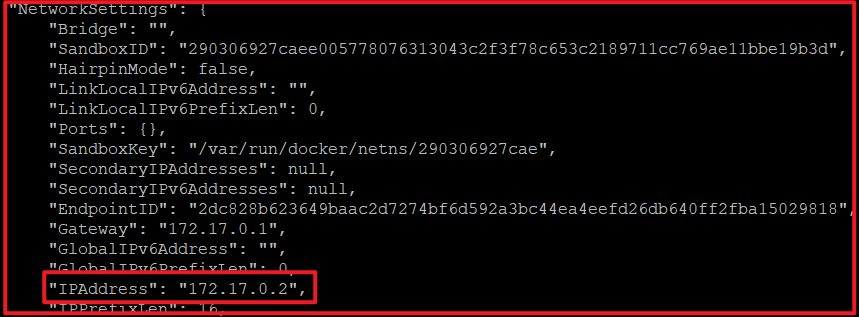 "NetworkSettings": {
"Bridge": "",
"SandboxID": "290306927caee005778076313043c2f3f78c653c2189711cc769ae11bbe19b3d",
"HairpinMode": false,
"LinkLocalIPv6Address": "",
"LinkLocalIPv6PrefixLen": 0,
"Ports": {},
"SandboxKey": "/var/run/docker/netns/290306927cae",
"SecondaryIPAddresses": null,
"SecondaryIPv6Addresses": null,
"EndpointID": "2dc828b623649baac2d7274bf6d592a3bc44ea4eefd26db640ff2fba15029818",
"Gateway": "172.17.0.1",
"GlobalIPv6Address": "",
"GlobalIPv6PrefixLen": 0,
"IPAddress": "172.17.0.2",
"IPPrefixLen": 16,